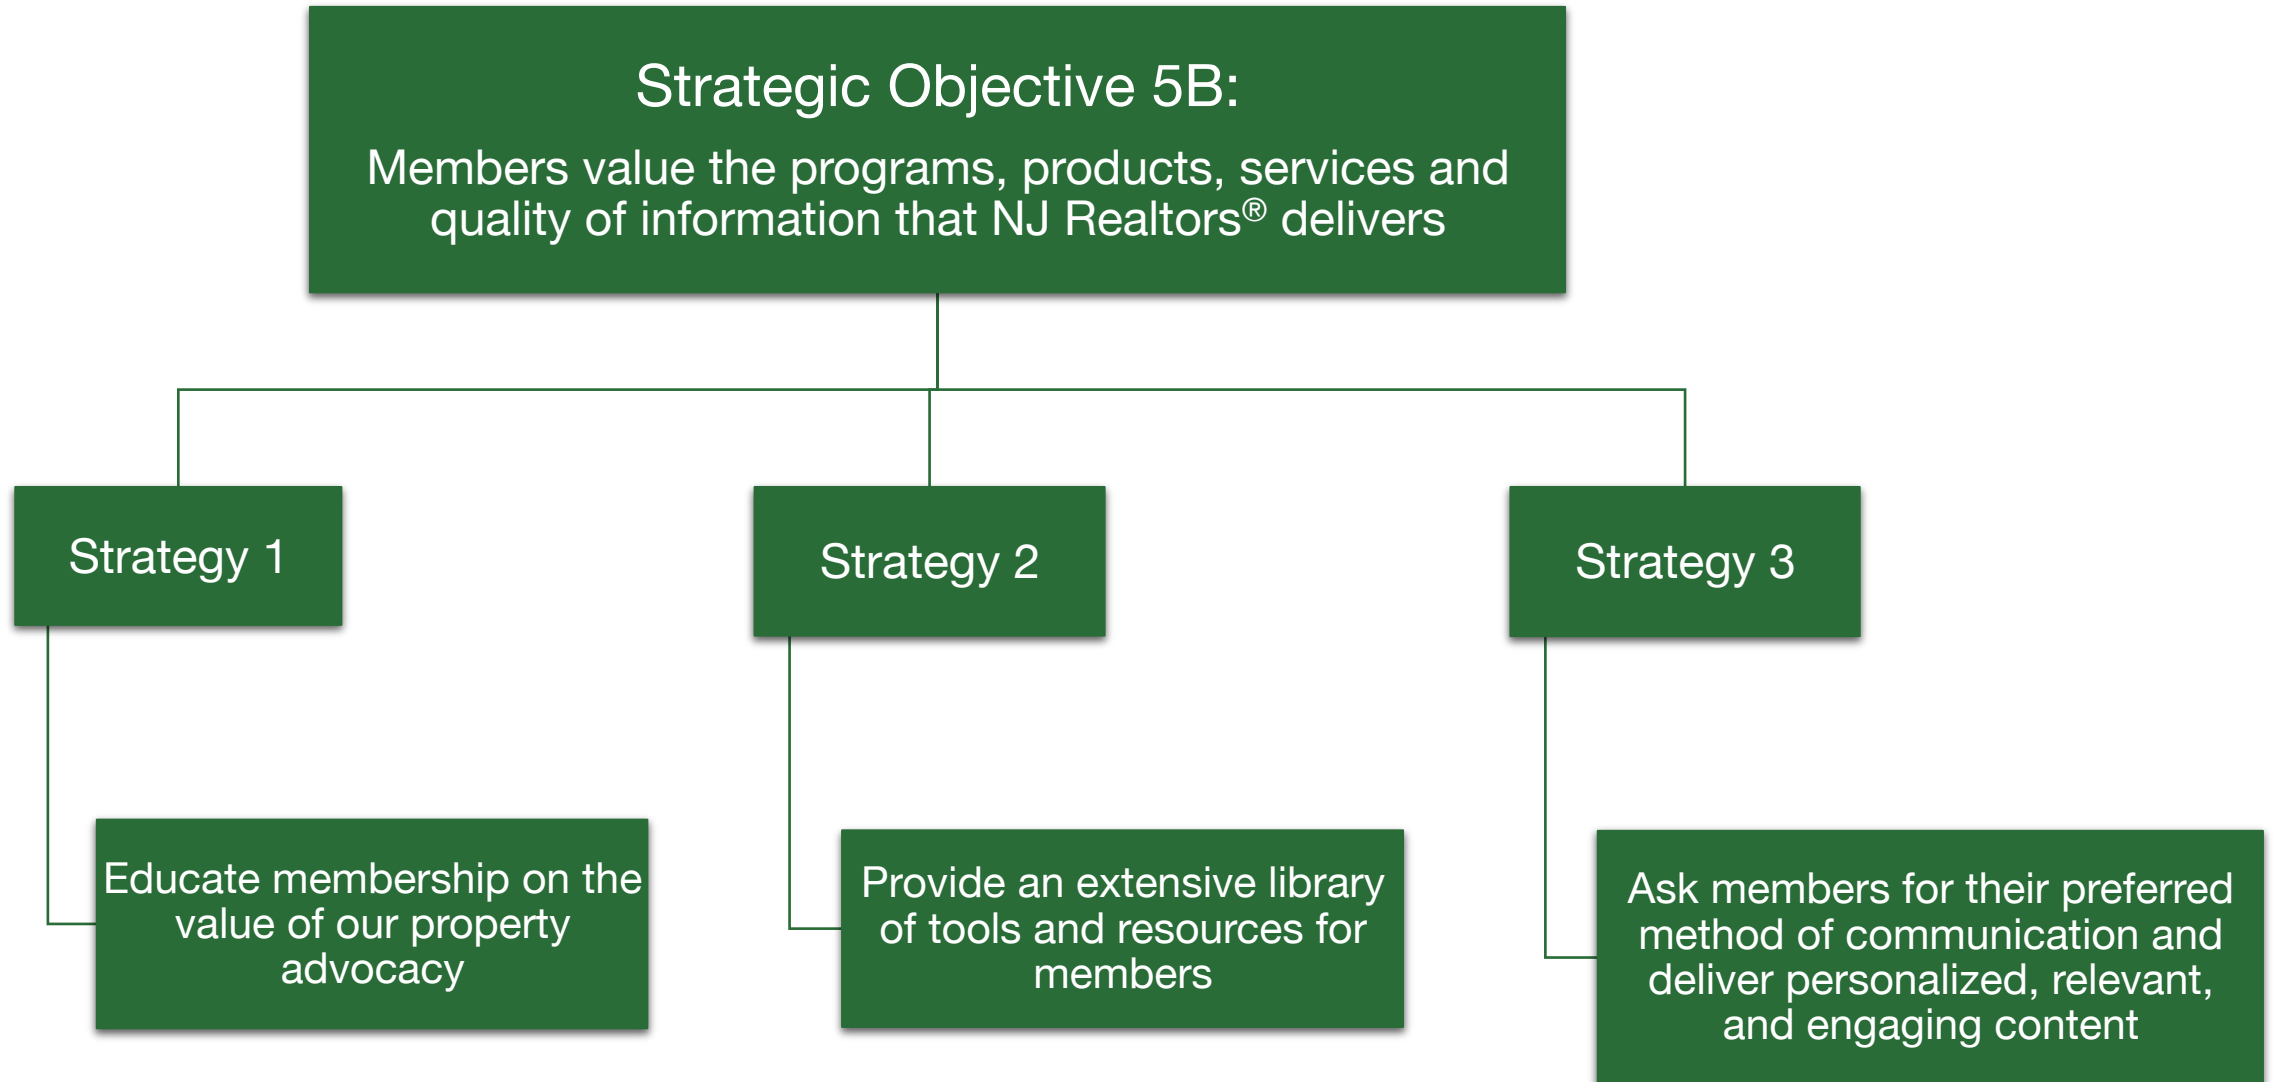 Strategic Objective 5B:
Members value the programs, products, services and
quality of information that NJ Realtors® delivers
Strategy 1
Strategy 2
Strategy 3
Educate membership on the
value of our property
advocacy
Provide an extensive library
of tools and resources for
members
Ask members for their preferred
method of communication and
deliver personalized, relevant,
and engaging content